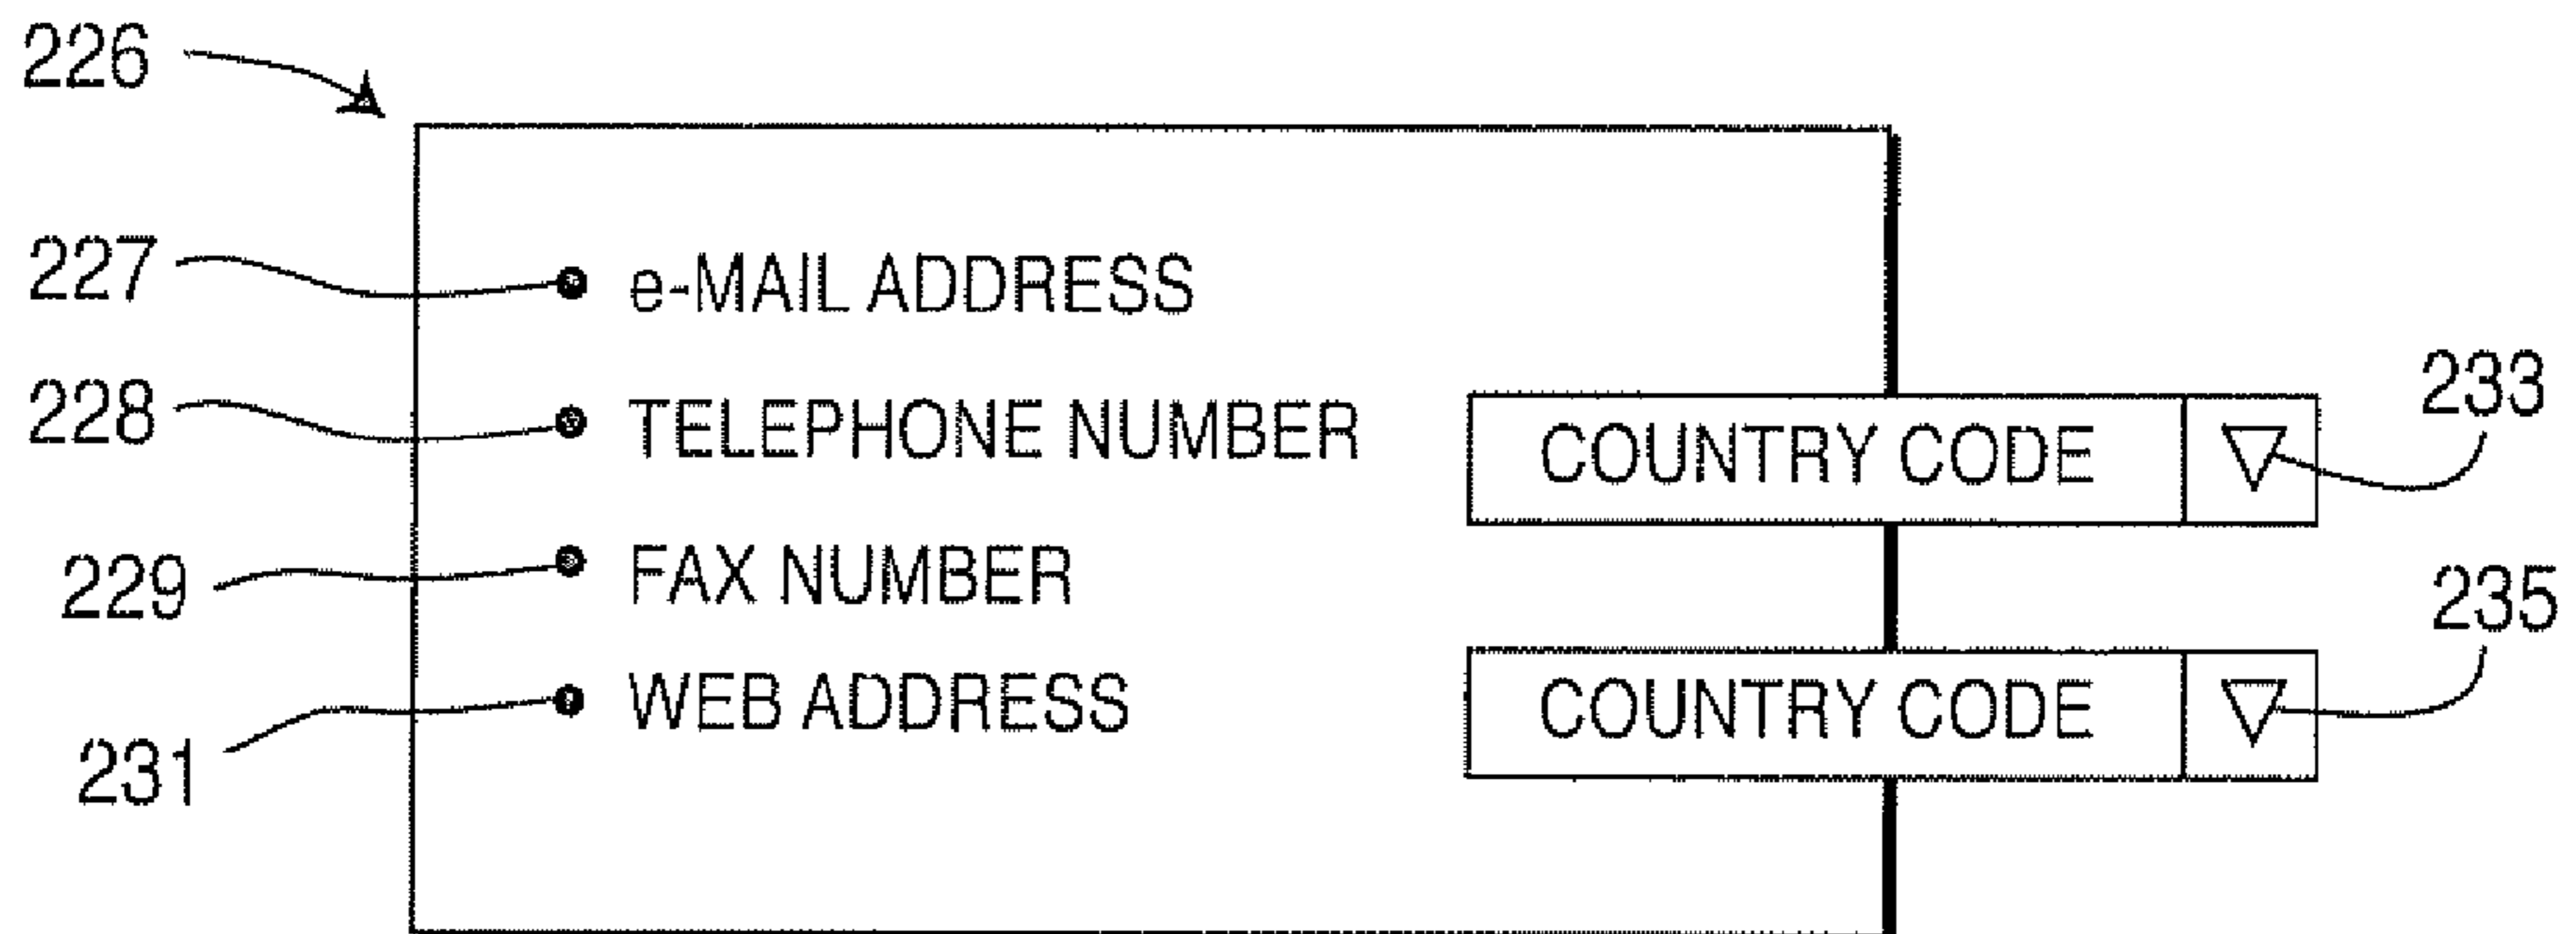 226
227 e-MAIL ADDRESS
228 TELEPHONE NUMBER COUNTRY CODE 233
229 FAX NUMBER
231 WEB ADDRESS COUNTRY CODE 235